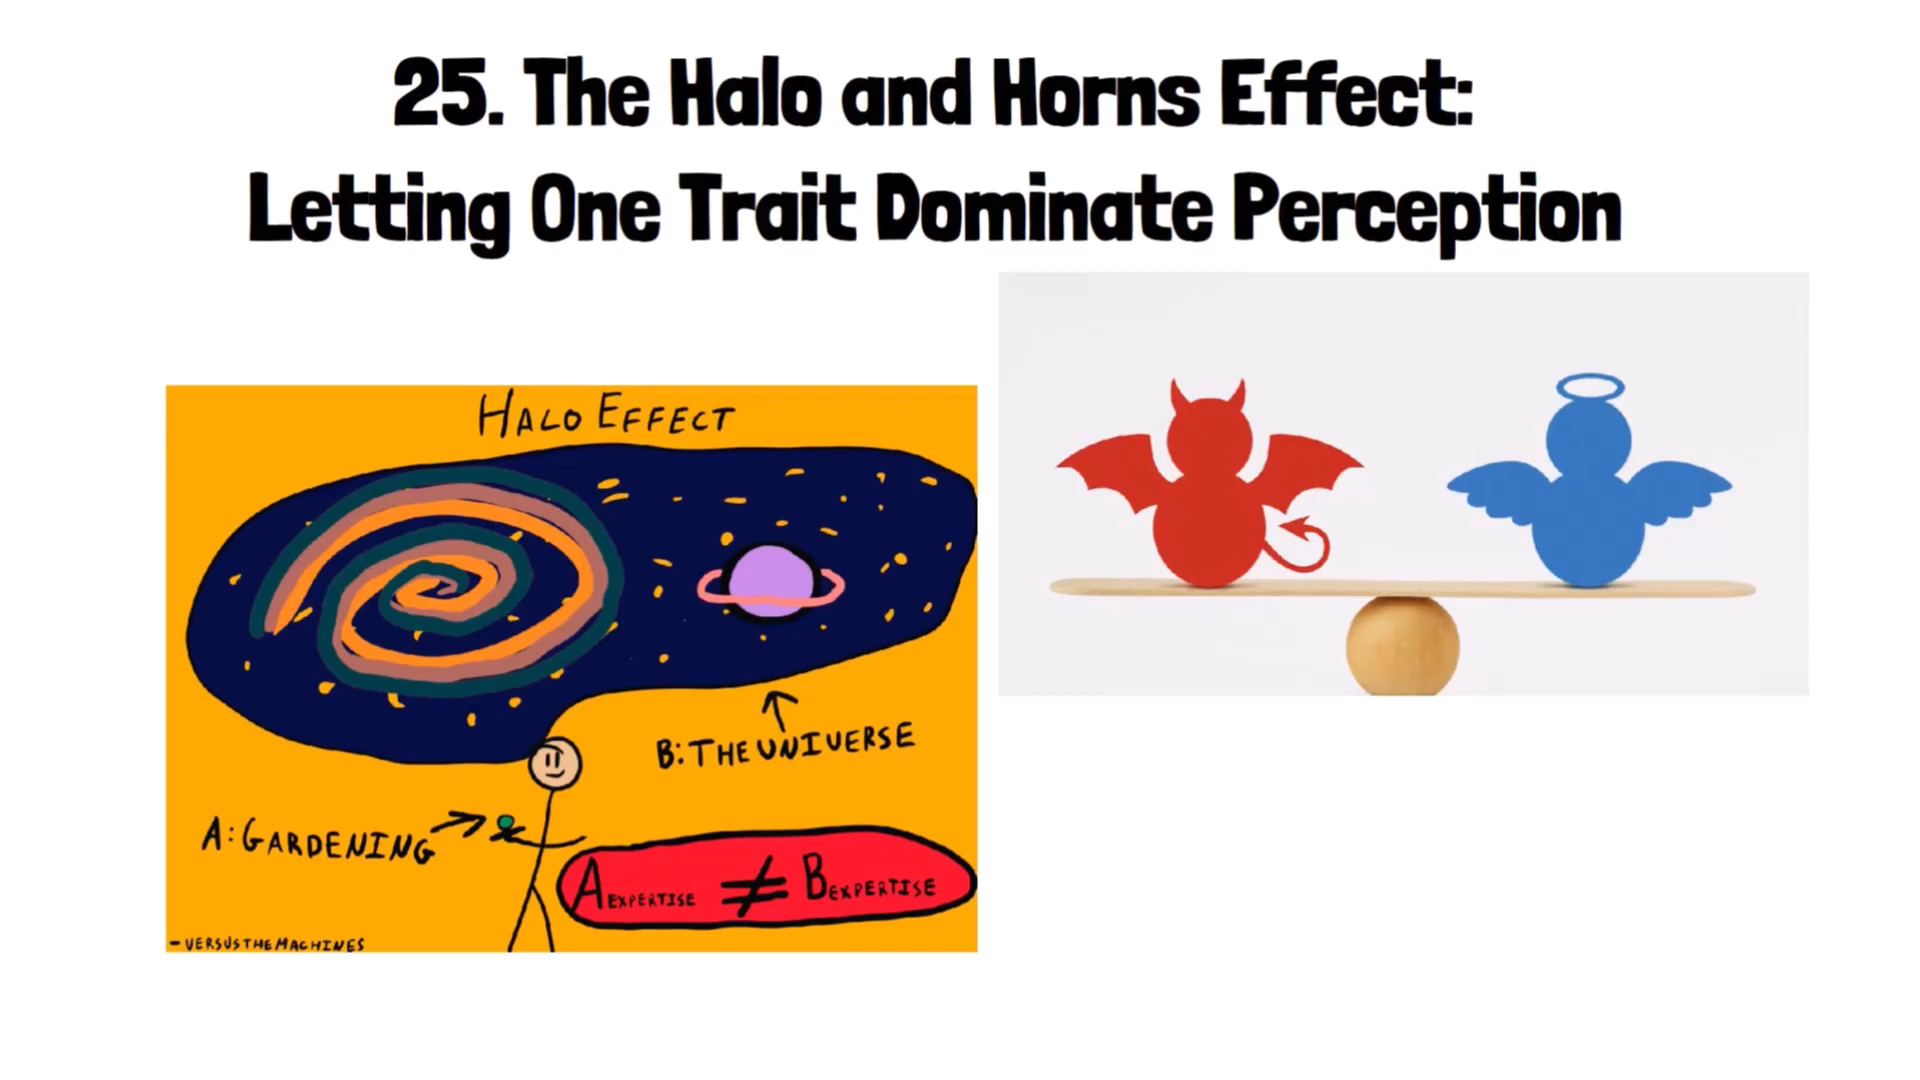 25. The Halo and Horns Effect:
Letting One Trait Dominate Perception
HALO EFFECT
B: THE UNIVERSE
A: GARDENING
A EXPERTISE ≠ B EXPERTISE
- VERSUSTHEMACHINES